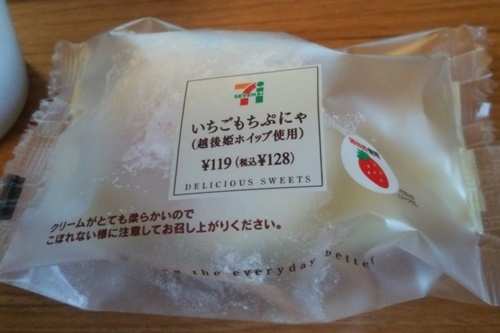 7i
SEVEN&i
いちごもちぷにゃ
(越後姫ホイップ使用)
¥119(税込¥128)
DELICIOUS SWEETS
クリームがとても柔らかいので
こぼれない様に注意してお召し上がりください。
the everyday better